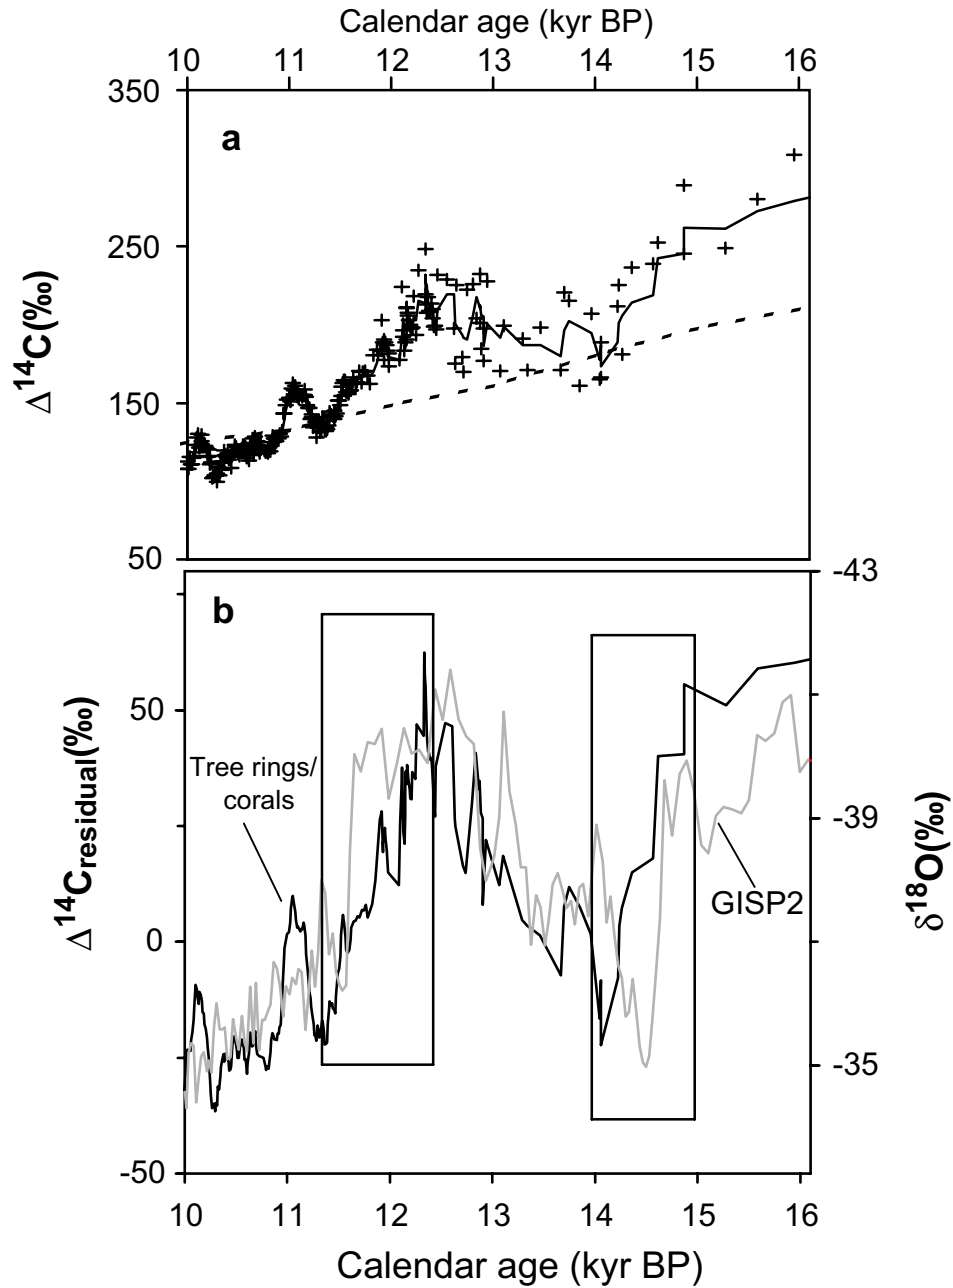 Calendar age (kyr BP)
10 11 12 13 14 15 16
350
a
250
Δ14C(‰)
150
50
-43
b
50
Tree rings/
corals
-39
Δ14Cresidual(‰)
δ18O(‰)
GISP2
0
-35
-50
10 11 12 13 14 15 16
Calendar age (kyr BP)